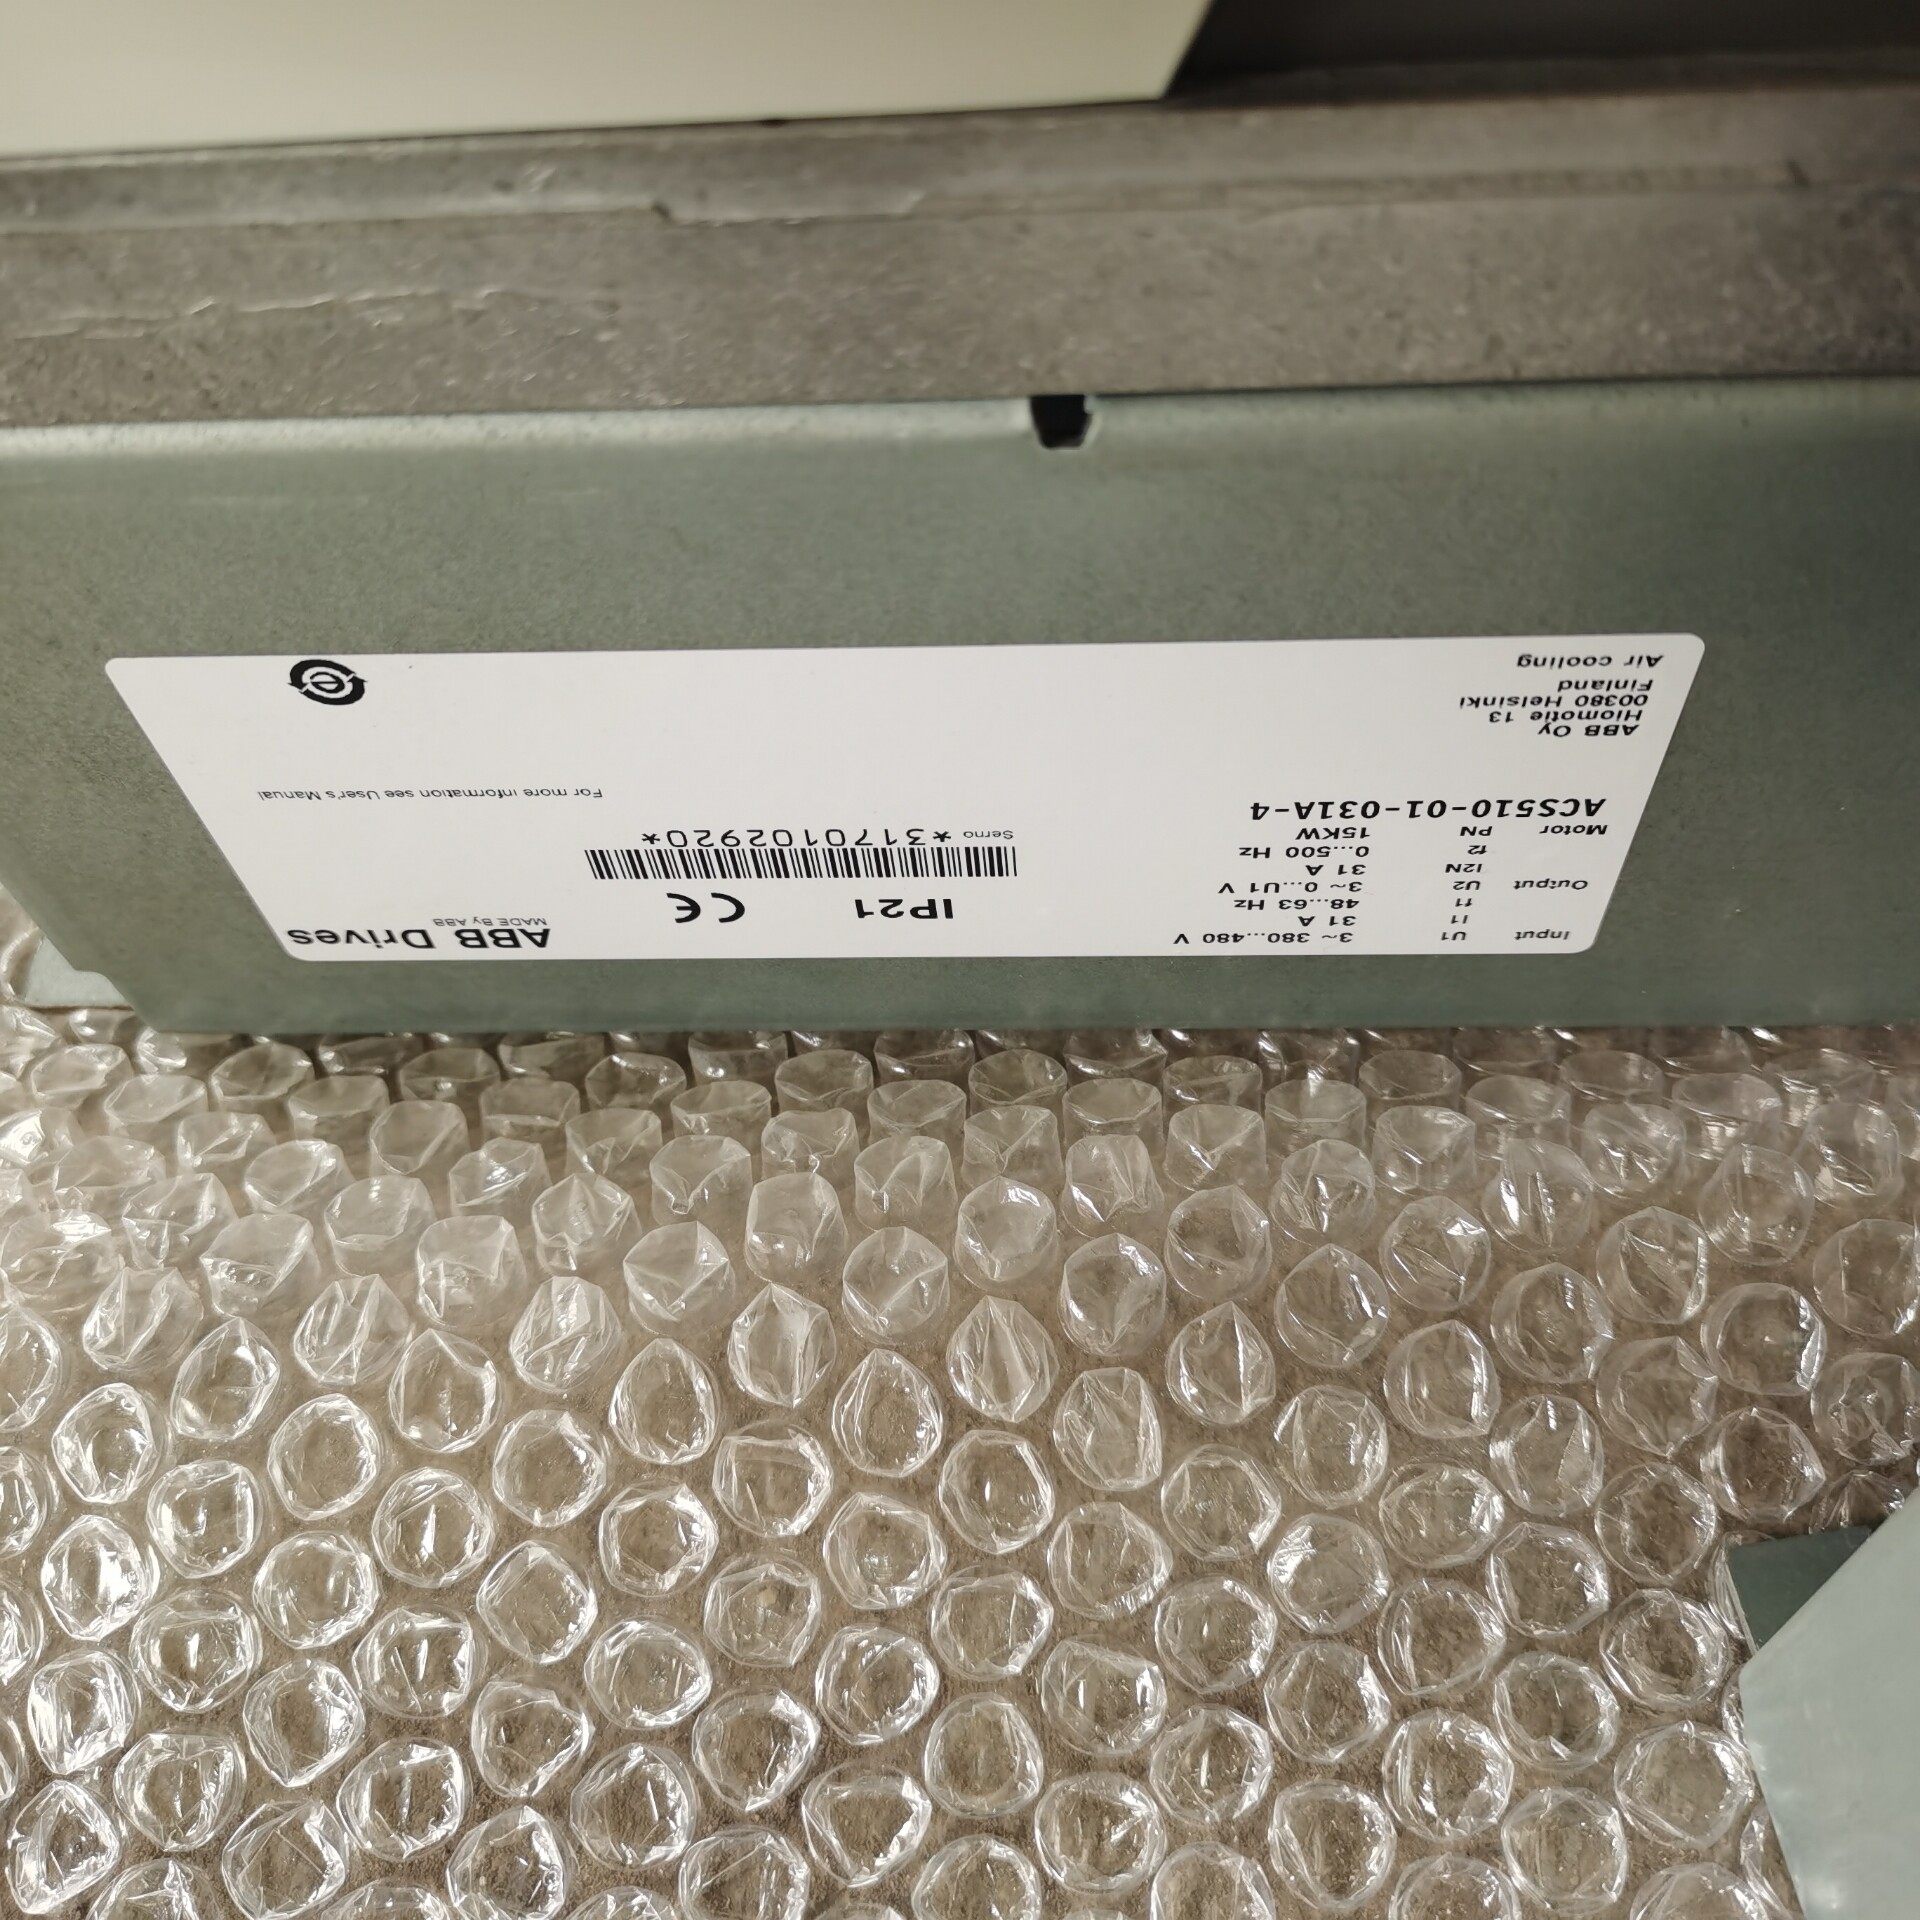 ABB Oy
Hiomotie 13
00380 Helsinki
Finland
Air cooling
ACS510-01-031A-4
Input U1 3~ 380...480 V
I1 31 A
f1 48...63 Hz
Output U2 3~ 0...U1 V
I2N 31 A
f2 0...500 Hz
Motor PN 15KW
IP21 CE
Serno *3170102920*
ABB Drives
MADE By ABB
For more information see User's Manual
e